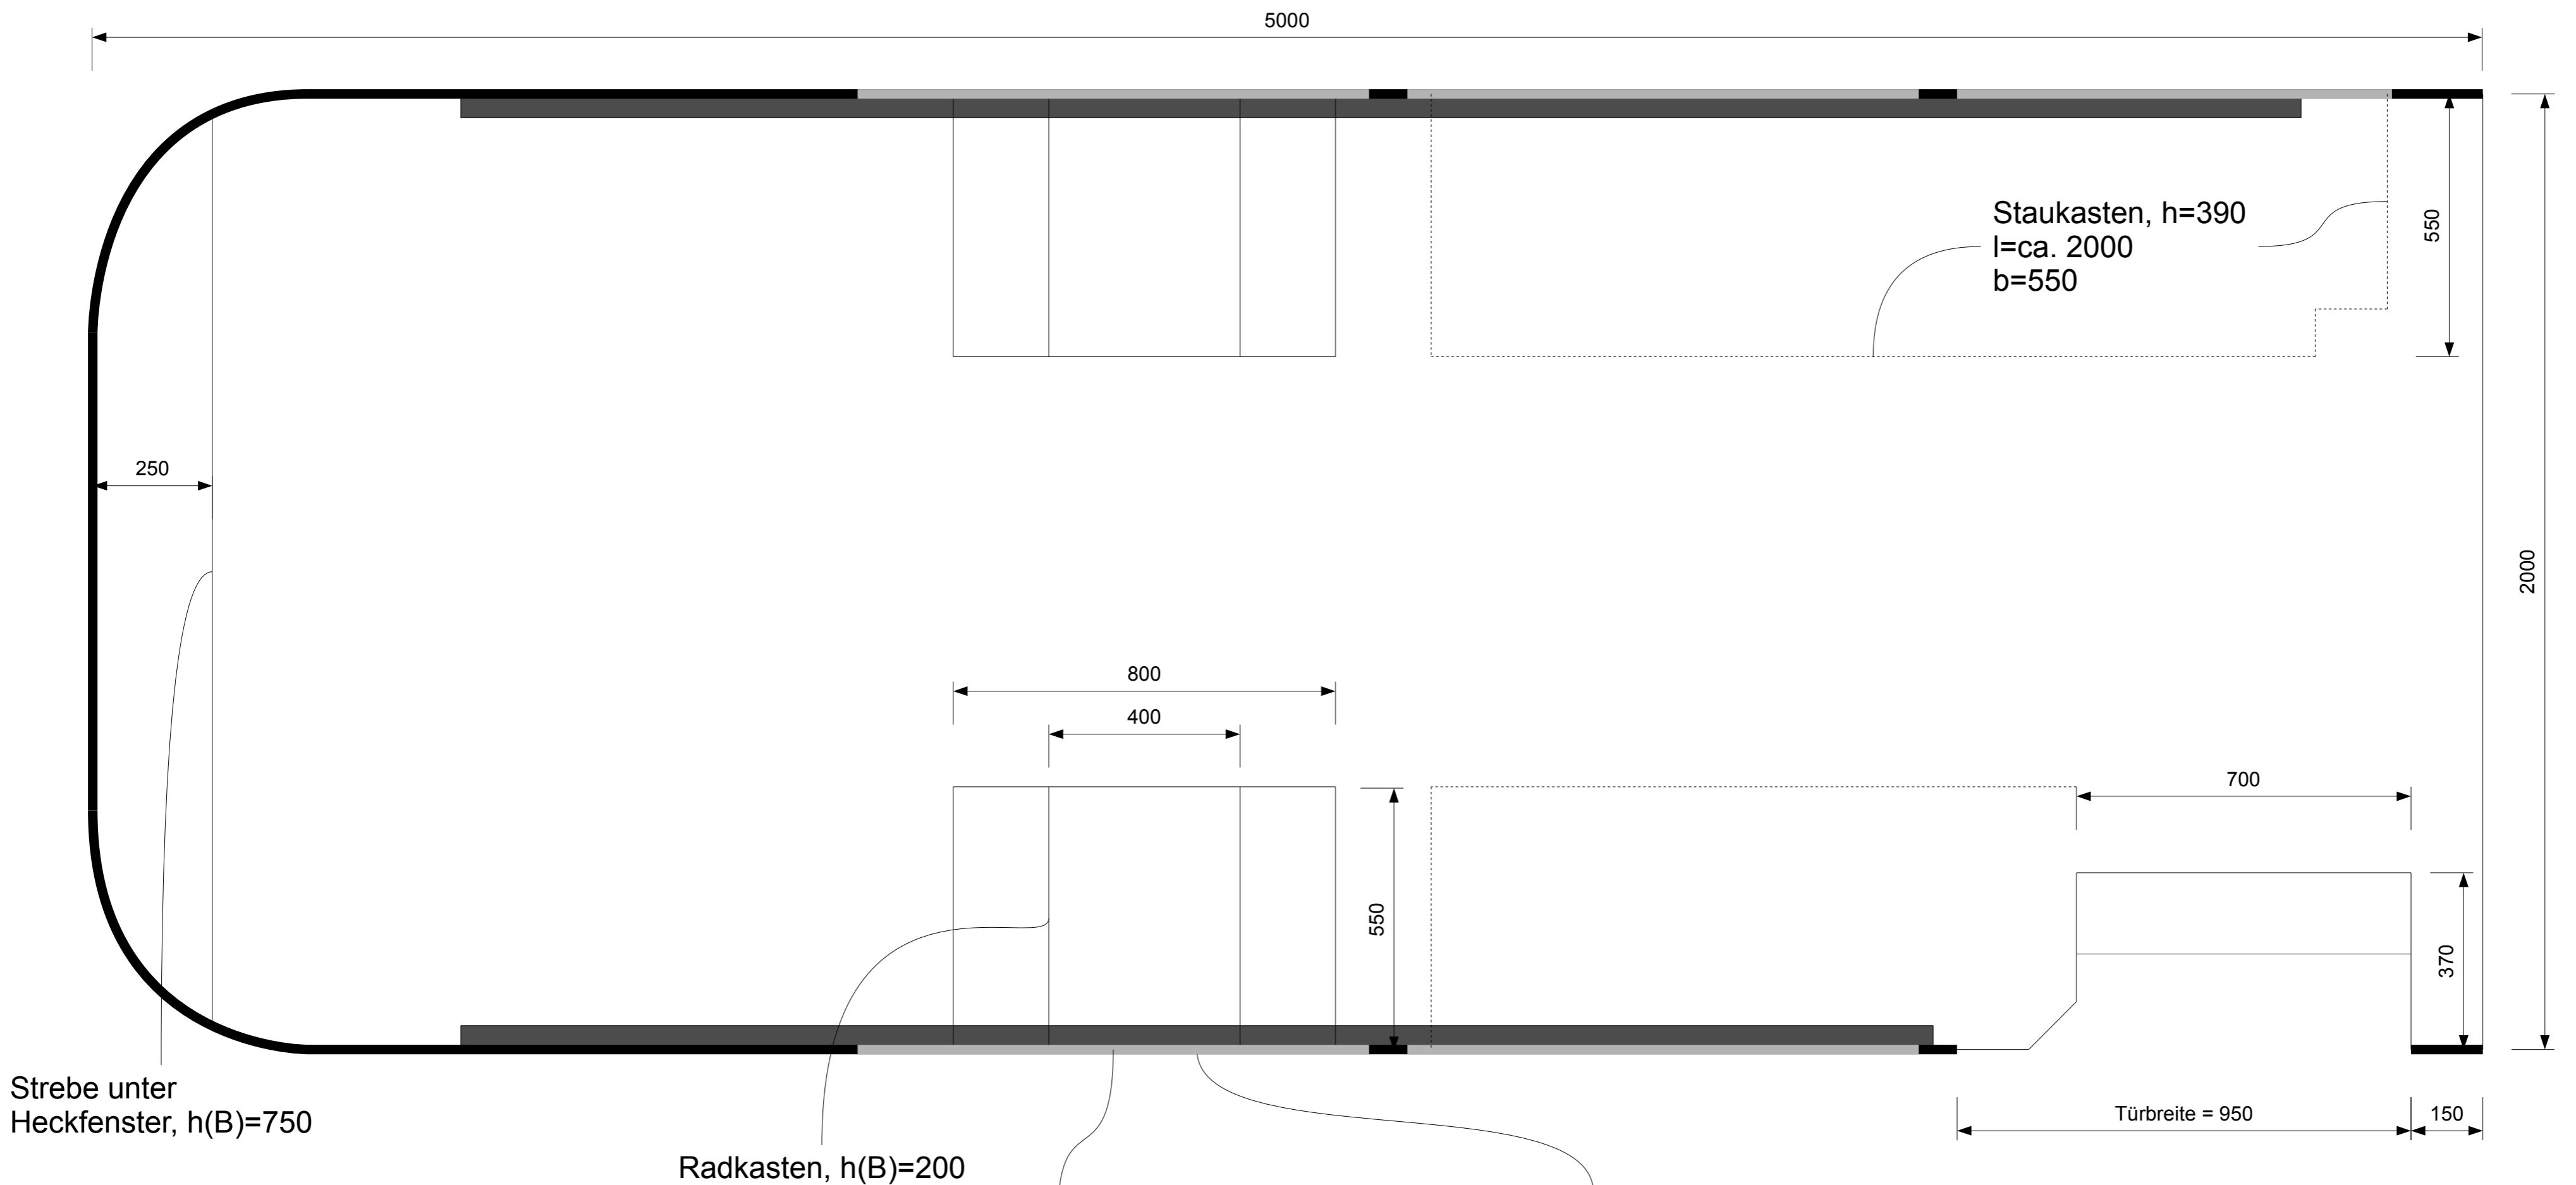 5000
Staukasten, h=390
l=ca. 2000
b=550
550
250
2000
800
400
700
550
370
Strebe unter
Heckfenster, h(B)=750
Türbreite = 950
150
Radkasten, h(B)=200